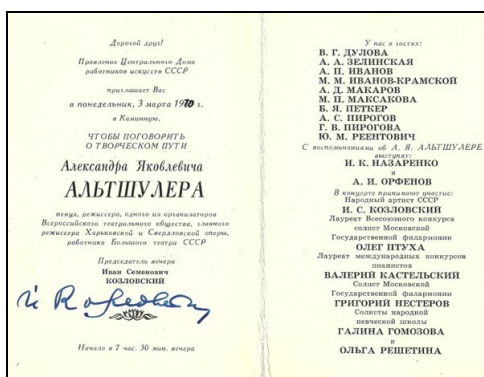 Дорогой друг!
Правление Центрального Дома
работников искусств СССР
приглашает Вас
в понедельник, 3 марта 1970 г.
в Каминную.
ЧТОБЫ ПОГОВОРИТЬ
О ТВОРЧЕСКОМ ПУТИ
Александра Яковлевича
АЛЬТШУЛЕРА
певца, режиссера, одного из организаторов
Всероссийского театрального общества, главного
режиссера Харьковской и Свердловской оперы,
работника Большого театра СССР
Председатель вечера
Иван Семенович
КОЗЛОВСКИЙ
Начало в 7 час. 30 мин. вечера
У нас в гостях:
В. Г. ДУЛОВА
А. А. ЗЕЛИНСКАЯ
А. П. ИВАНОВ
М. М. ИВАНОВ-КРАМСКОЙ
А. Д. МАКАРОВ
М. П. МАКСАКОВА
Б. Я. ПЕТКЕР
А. С. ПИРОГОВ
Г. В. ПИРОГОВА
Ю. М. РЕЕНТОВИЧ
С воспоминаниями об А. Я. АЛЬТШУЛЕРЕ
выступят:
И. К. НАЗАРЕНКО
и
А. И. ОРФЕНОВ
В концерте принимают участие:
Народный артист СССР
И. С. КОЗЛОВСКИЙ
Лауреат Всесоюзного конкурса
солист Московской
Государственной филармонии
ОЛЕГ ПТУХА
Лауреат международных конкурсов
пианистов
ВАЛЕРИЙ КАСТЕЛЬСКИЙ
Солист Московской
Государственной филармонии
ГРИГОРИЙ НЕСТЕРОВ
Солисты народной
певческой школы
ГАЛИНА ГОМОЗОВА
и
ОЛЬГА РЕШЕТИНА